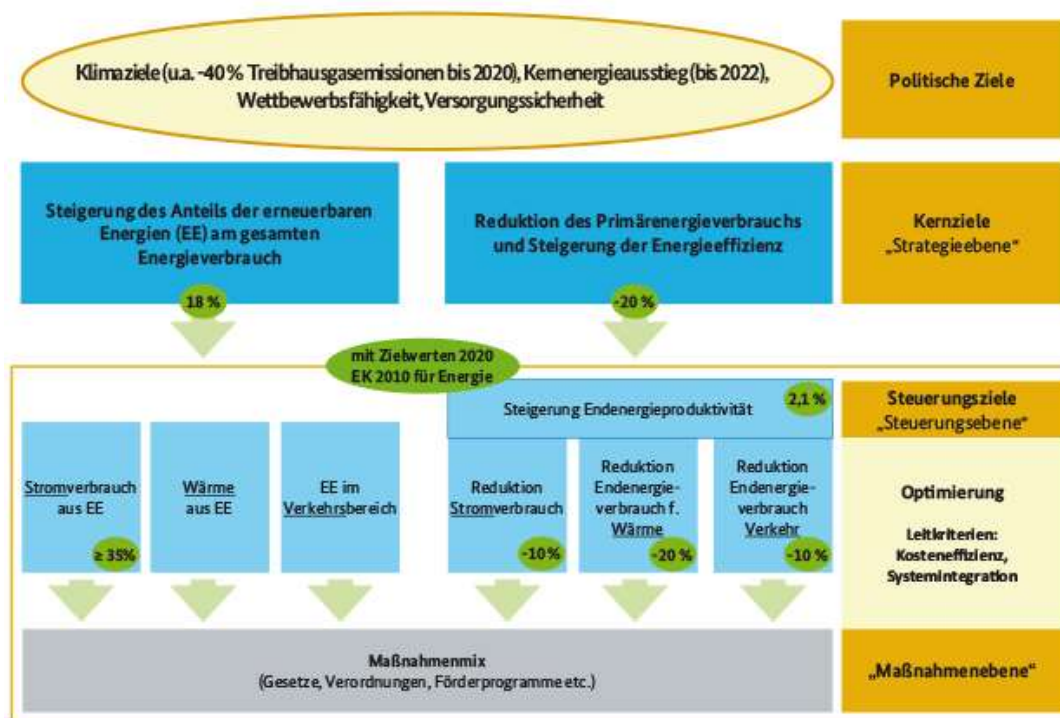 Klimaziele (u.a. -40 % Treibhausgasemissionen bis 2020), Kernenergieausstieg (bis 2022),
Wettbewerbsfähigkeit, Versorgungssicherheit
Politische Ziele
Steigerung des Anteils der erneuerbaren
Energien (EE) am gesamten
Energieverbrauch
18 %
Reduktion des Primärenergieverbrauchs
und Steigerung der Energieeffizienz
-20 %
Kernziele
„Strategieebene“
mit Zielwerten 2020
EK 2010 für Energie
Steigerung Endenergieproduktivität
2,1 %
Steuerungsziele
„Steuerungsebene“
Stromverbrauch
aus EE
≥ 35%
Wärme
aus EE
EE im
Verkehrsbereich
Reduktion
Stromverbrauch
-10 %
Reduktion
Endenergie-
verbrauch f.
Wärme
-20 %
Reduktion
Endenergie-
verbrauch
Verkehr
-10 %
Optimierung
Leitkriterien:
Kosteneffizienz,
Systemintegration
Maßnahmenmix
(Gesetze, Verordnungen, Förderprogramme etc.)
„Maßnahmenebene“